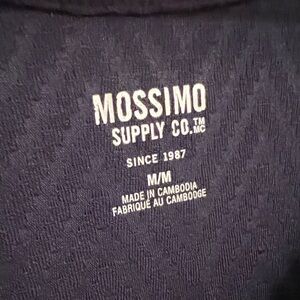 MOSSIMO
SUPPLY CO.™ MC
SINCE 1987
M/M
MADE IN CAMBODIA
FABRIQUÉ AU CAMBODGE